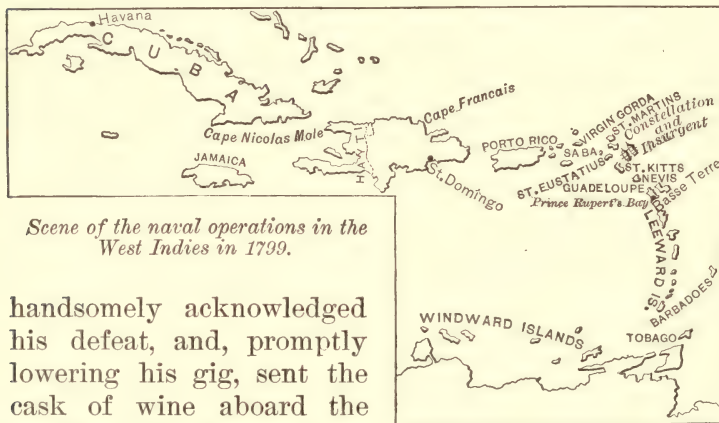 Havana
CUBA
Cape Nicolas Mole
Cape Francais
JAMAICA
HAYTI
St. Domingo
PORTO RICO
VIRGIN GORDA
ST. MARTINS
Constellation
and
Insurgent
SABA
ST. EUSTATIUS
ST. KITTS
NEVIS
GUADELOUPE
Basse Terre
Prince Rupert's Bay
LEEWARD IS.
BARBADOES
WINDWARD ISLANDS
TOBAGO
Scene of the naval operations in the
West Indies in 1799.
handsomely acknowledged
his defeat, and, promptly
lowering his gig, sent the
cask of wine aboard the